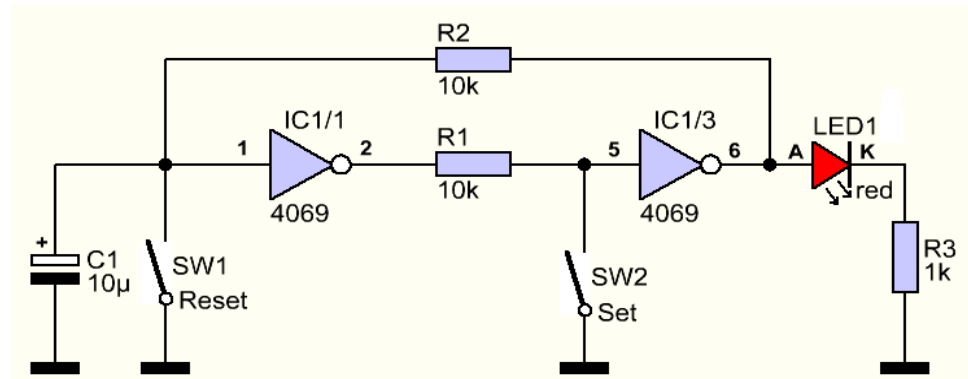 R2
10k
IC1/1
1
2
4069
R1
10k
IC1/3
5
6
4069
LED1
A
K
red
+
C1
10µ
SW1
Reset
SW2
Set
R3
1k